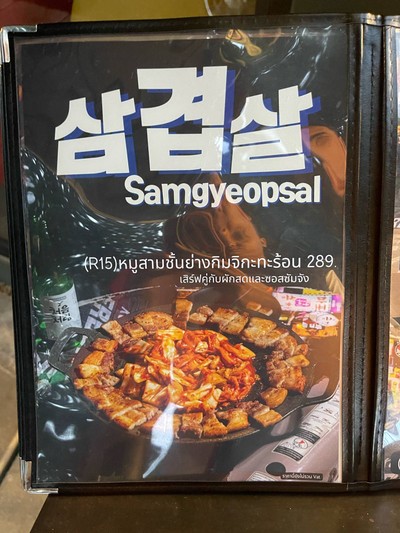 삼겹살
Samgyeopsal
(R15)หมูสามชั้นย่างกิมจิกะทะร้อน 289.
เสิร์ฟคู่กับผักสดและซอสซัมจัง